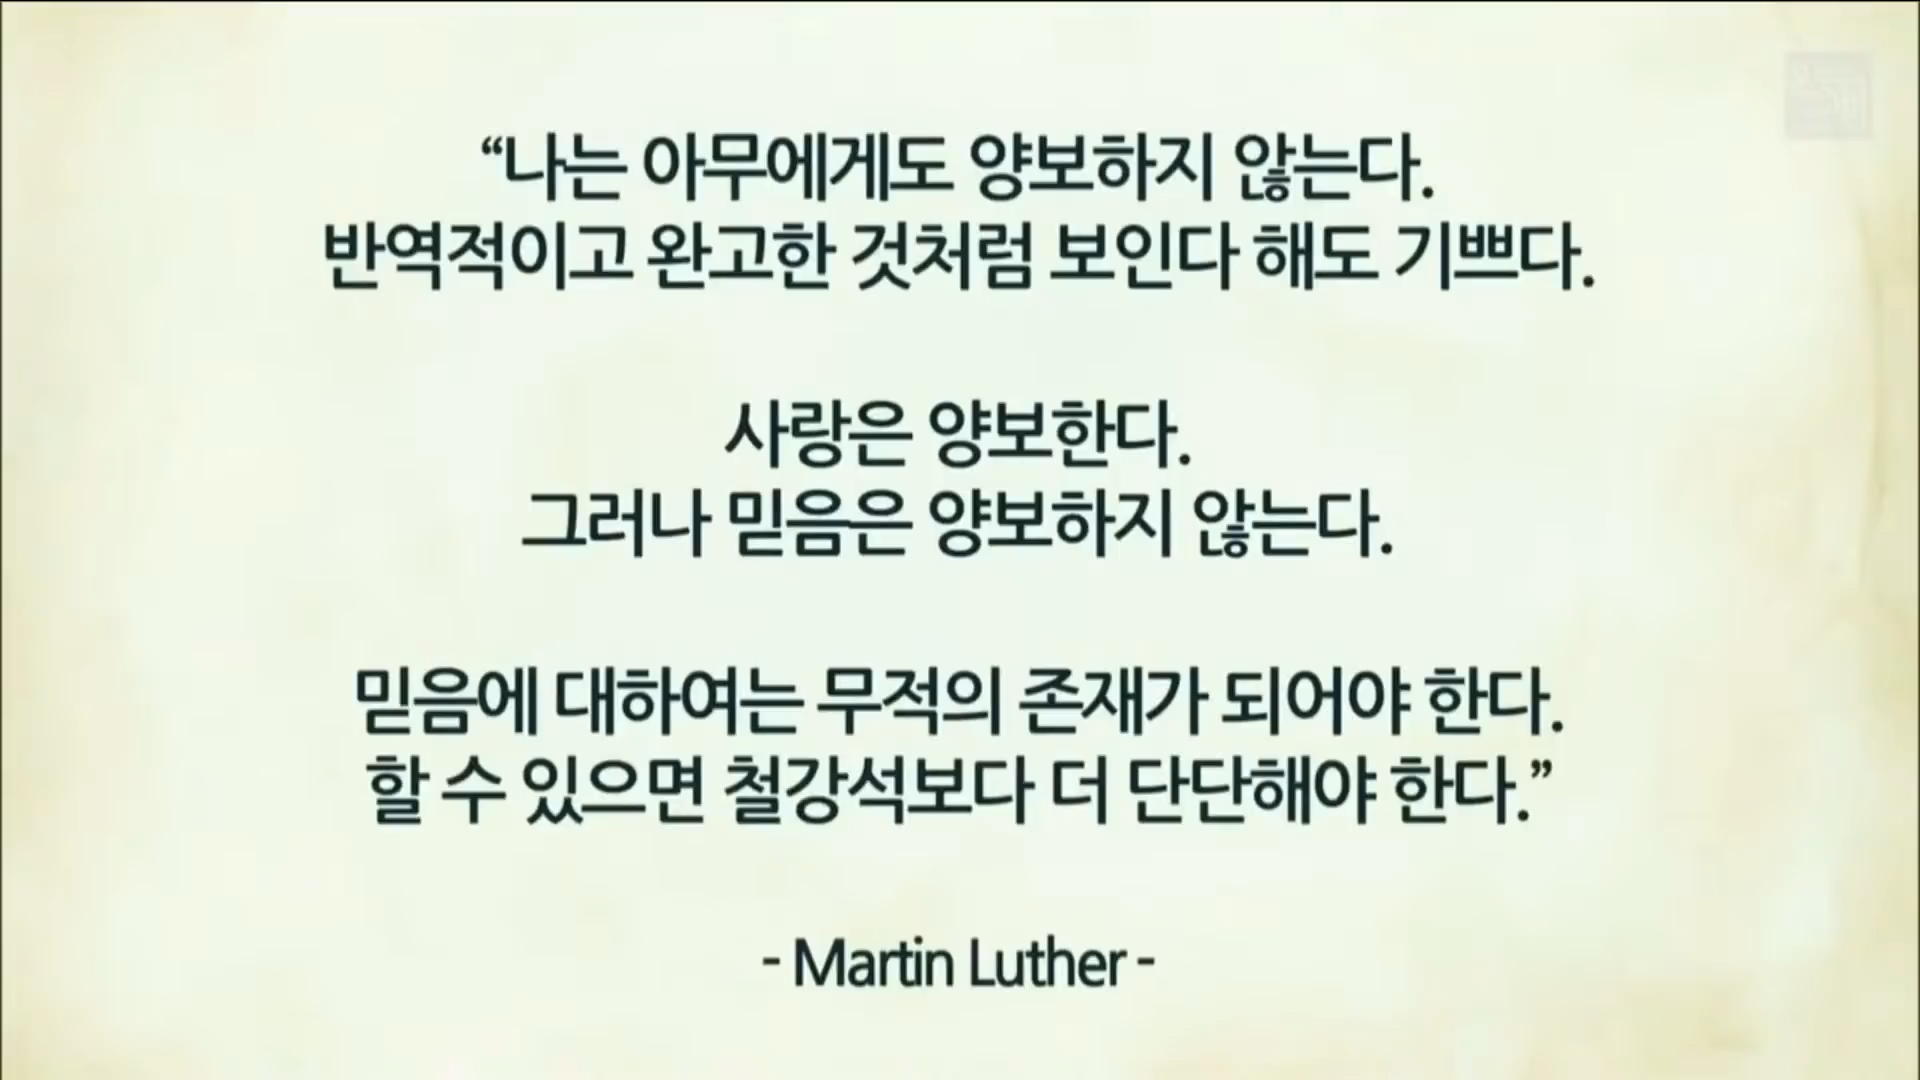 “나는 아무에게도 양보하지 않는다.
반역적이고 완고한 것처럼 보인다 해도 기쁘다.
사랑은 양보한다.
그러나 믿음은 양보하지 않는다.
믿음에 대하여는 무적의 존재가 되어야 한다.
할 수 있으면 철강석보다 더 단단해야 한다.”
- Martin Luther -